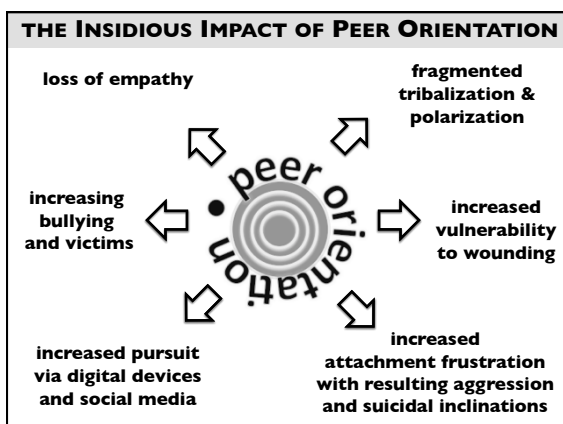 THE INSIDIOUS IMPACT OF PEER ORIENTATION
loss of empathy
fragmented
tribalization &
polarization
increasing
bullying
and victims
• peer orientation
increased
vulnerability
to wounding
increased pursuit
via digital devices
and social media
increased
attachment frustration
with resulting aggression
and suicidal inclinations